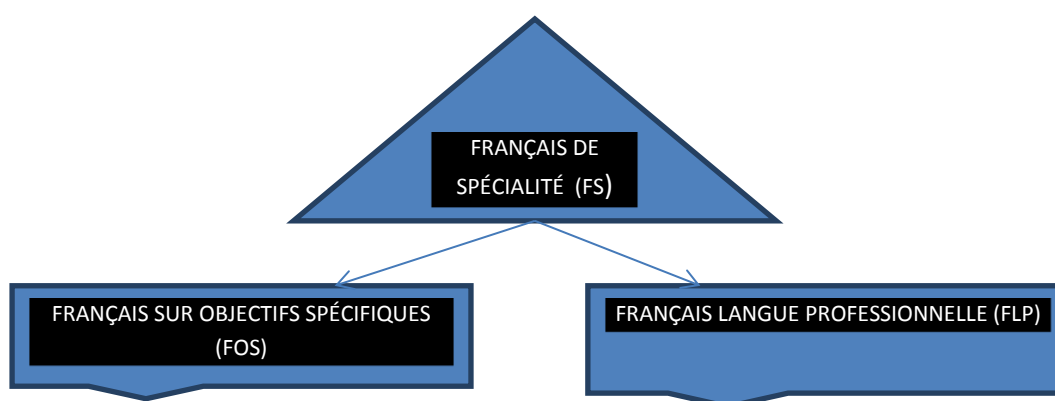 FRANÇAIS DE
SPÉCIALITÉ (FS)
FRANÇAIS SUR OBJECTIFS SPÉCIFIQUES
(FOS)
FRANÇAIS LANGUE PROFESSIONNELLE (FLP)